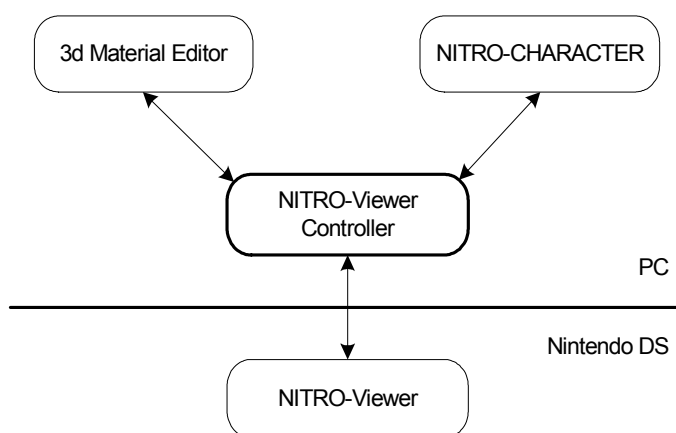 3d Material Editor
NITRO-CHARACTER
NITRO-Viewer
Controller
PC
Nintendo DS
NITRO-Viewer